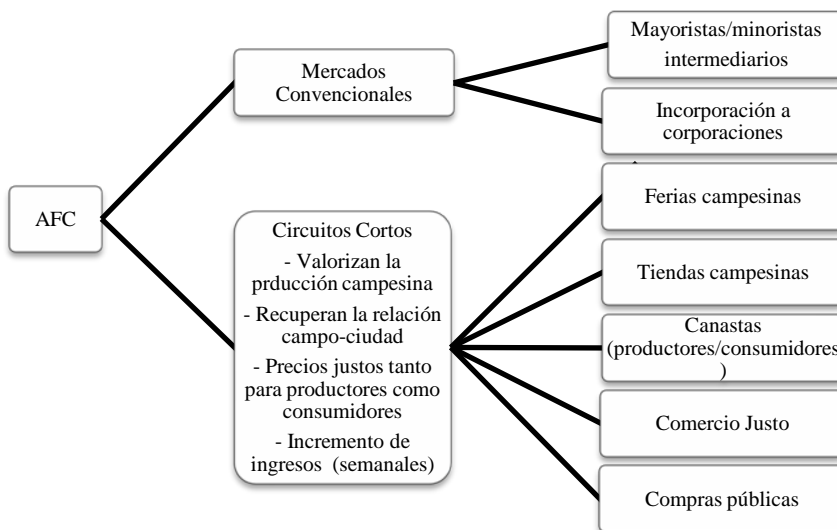 AFC
Mercados
Convencionales
Mayoristas/minoristas
intermediarios
Incorporación a
corporaciones
Circuitos Cortos
- Valorizan la
prducción campesina
- Recuperan la relación
campo-ciudad
- Precios justos tanto
para productores como
consumidores
- Incremento de
ingresos (semanales)
Ferias campesinas
Tiendas campesinas
Canastas
(productores/consumidores
)
Comercio Justo
Compras públicas